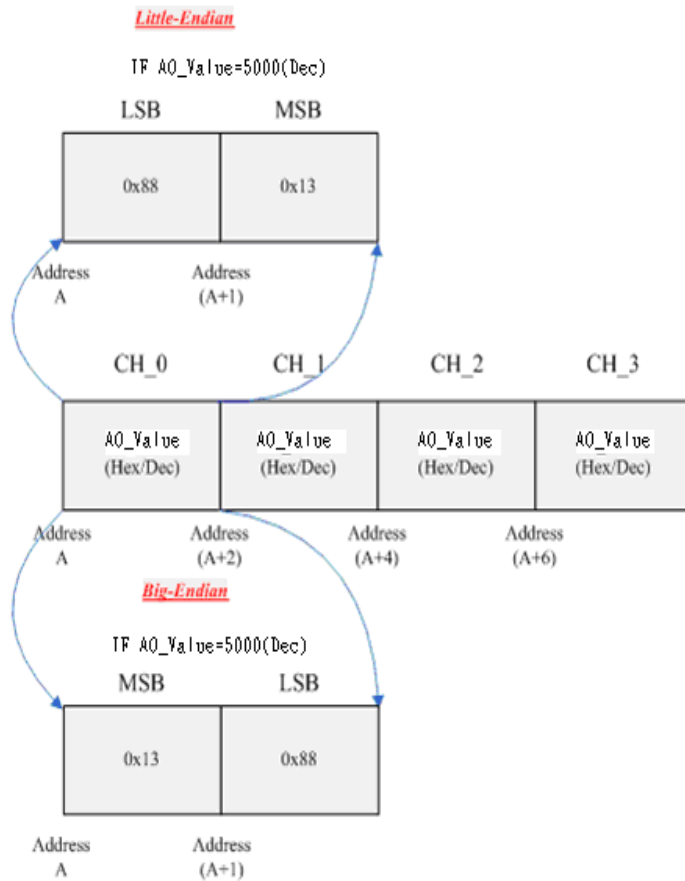 Little-Endian
IF AO_Value=5000(Dec)
LSB MSB
0x88 0x13
Address Address
A (A+1)
CH_0 CH_1 CH_2 CH_3
AO_Value AO_Value AO_Value AO_Value
(Hex/Dec) (Hex/Dec) (Hex/Dec) (Hex/Dec)
Address Address Address Address
A (A+2) (A+4) (A+6)
Big-Endian
IF AO_Value=5000(Dec)
MSB LSB
0x13 0x88
Address Address
A (A+1)